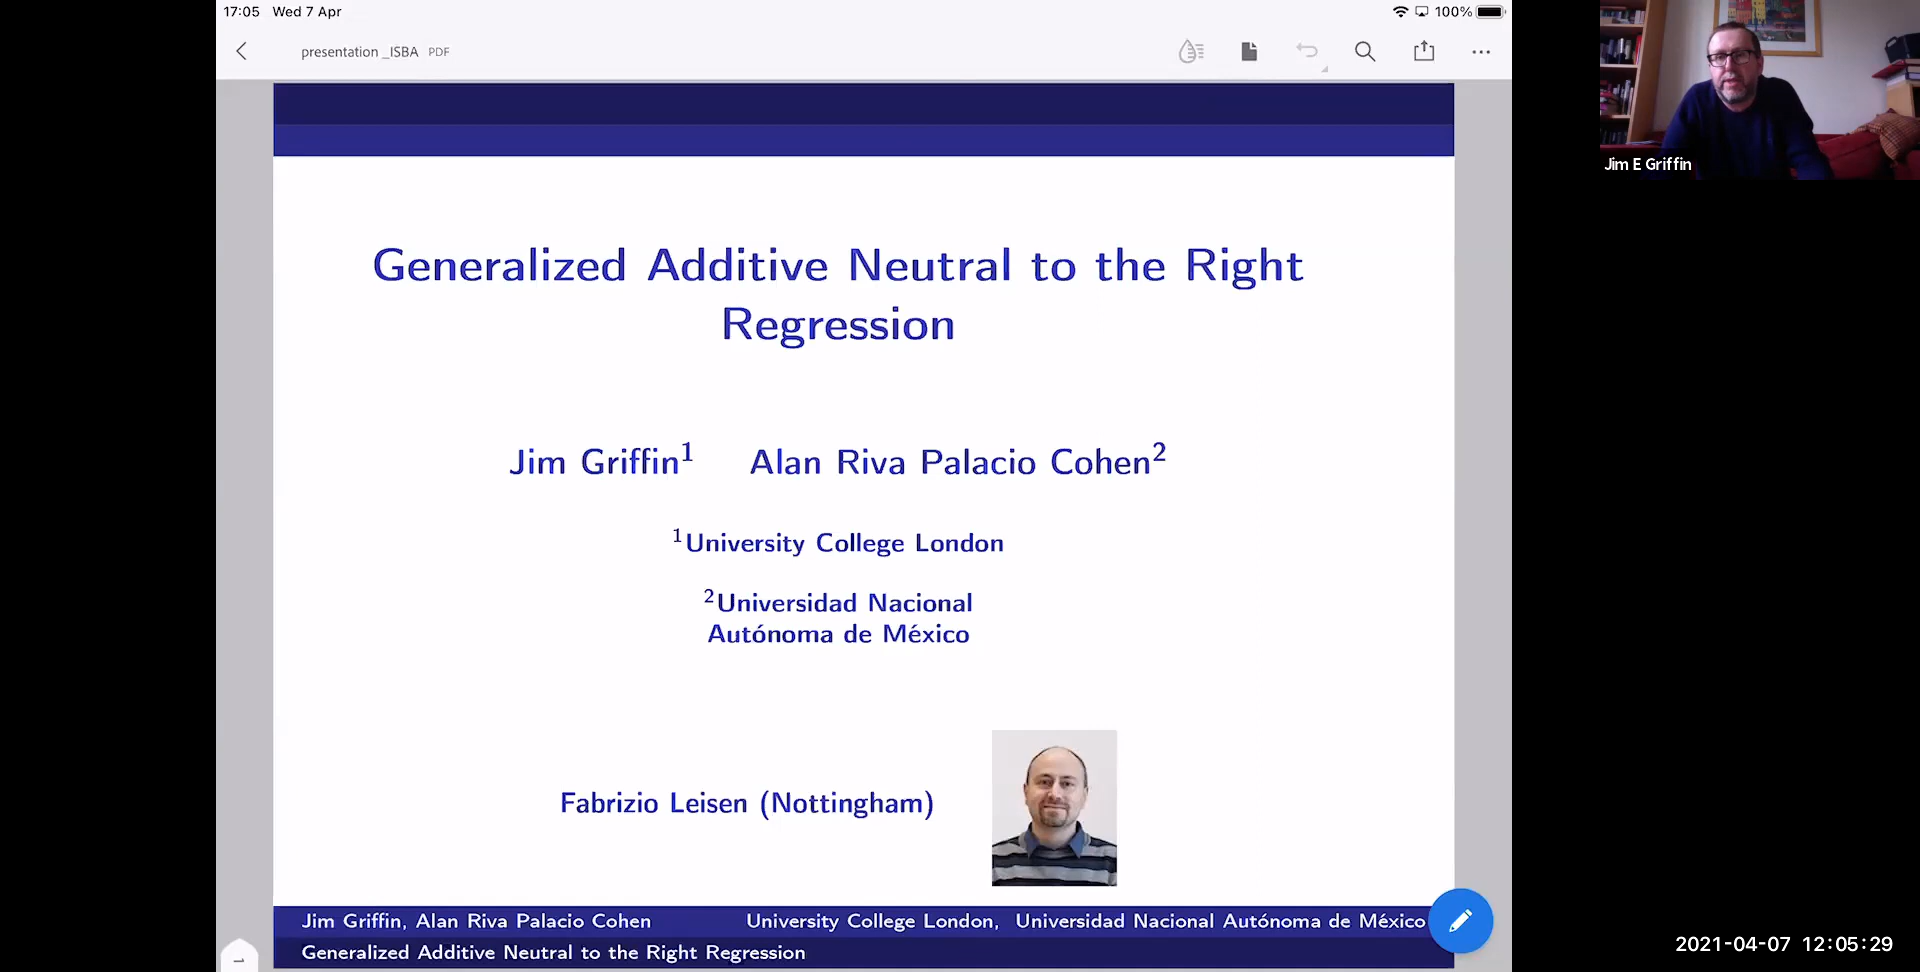 17:05 Wed 7 Apr
100%
presentation _ISBA PDF
Jim E Griffin
Generalized Additive Neutral to the Right
Regression
Jim Griffin¹ Alan Riva Palacio Cohen²
¹University College London
²Universidad Nacional
Autónoma de México
Fabrizio Leisen (Nottingham)
Jim Griffin, Alan Riva Palacio Cohen University College London, Universidad Nacional Autónoma de México
Generalized Additive Neutral to the Right Regression
2021-04-07 12:05:29